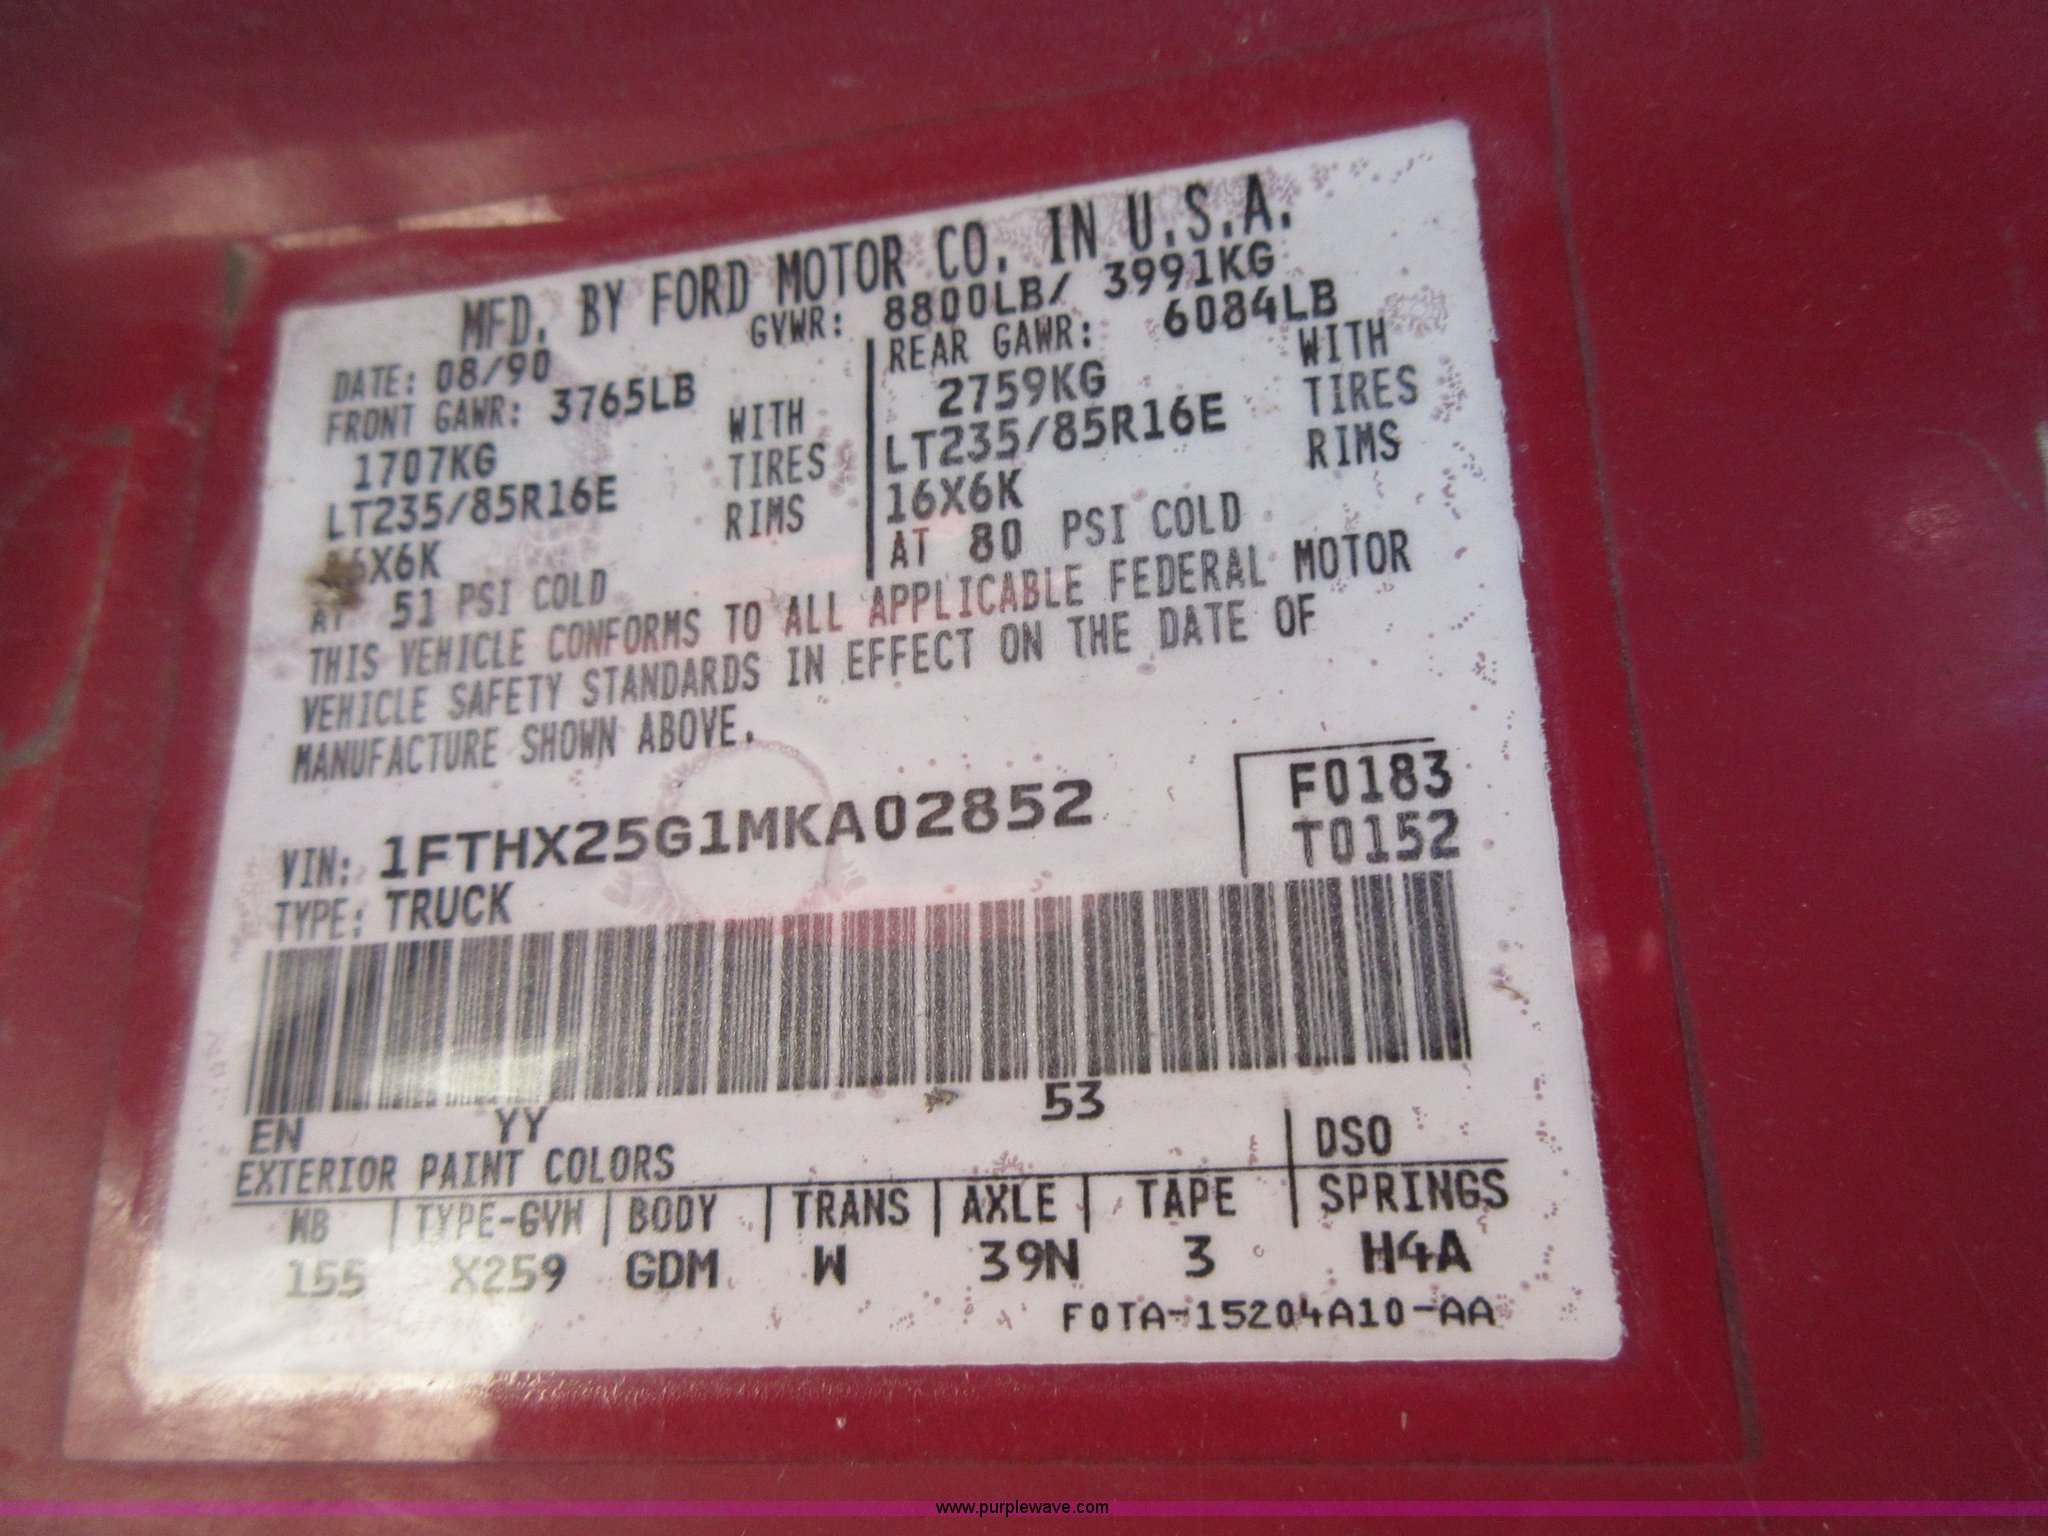 MFD. BY FORD MOTOR CO. IN U.S.A.
GVWR: 8800LB/ 3991KG
DATE: 08/90
FRONT GAWR: 3765LB
1707KG WITH
LT235/85R16E TIRES
16X6K RIMS
AT 51 PSI COLD
REAR GAWR: 6084LB
2759KG WITH
LT235/85R16E TIRES
16X6K RIMS
AT 80 PSI COLD
THIS VEHICLE CONFORMS TO ALL APPLICABLE FEDERAL MOTOR
VEHICLE SAFETY STANDARDS IN EFFECT ON THE DATE OF
MANUFACTURE SHOWN ABOVE.
F0183
T0152
VIN: 1FTHX25G1MKA02852
TYPE: TRUCK
EN YY 53
EXTERIOR PAINT COLORS DSO
WB TYPE-GVW BODY TRANS AXLE TAPE SPRINGS
155 X259 GDM W 39N 3 H4A
F0TA-15204A10-AA
www.purplewave.com